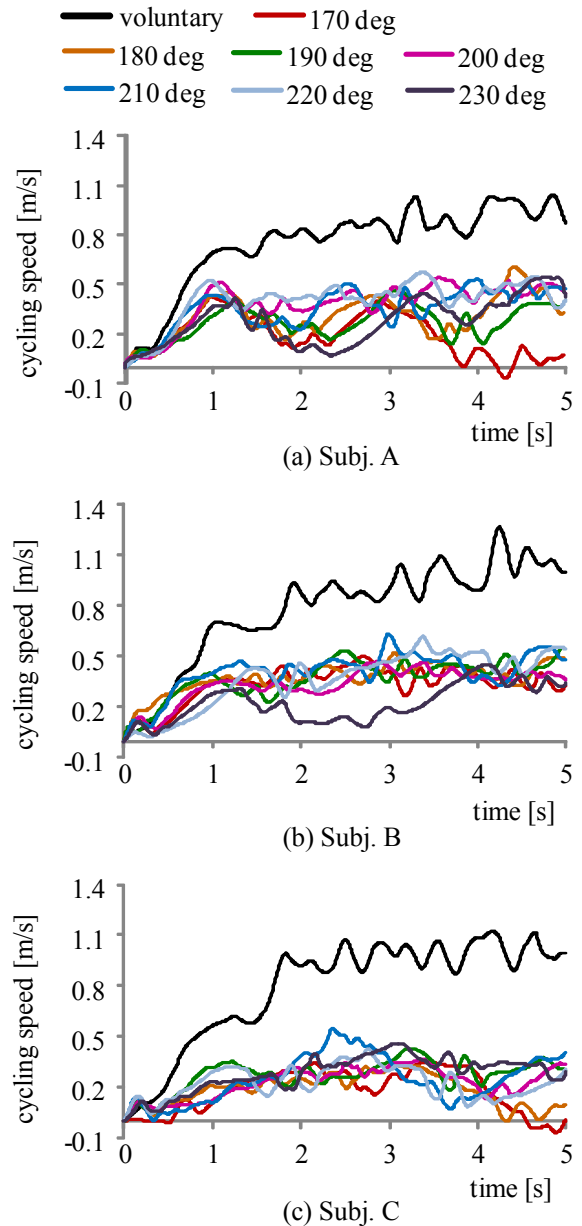 voluntary 170 deg
180 deg 190 deg 200 deg
210 deg 220 deg 230 deg
cycling speed [m/s]
1.4
1.1
0.8
0.5
0.2
-0.1
0 1 2 3 4 5
time [s]
(a) Subj. A
cycling speed [m/s]
1.4
1.1
0.8
0.5
0.2
-0.1
0 1 2 3 4 5
time [s]
(b) Subj. B
cycling speed [m/s]
1.4
1.1
0.8
0.5
0.2
-0.1
0 1 2 3 4 5
time [s]
(c) Subj. C